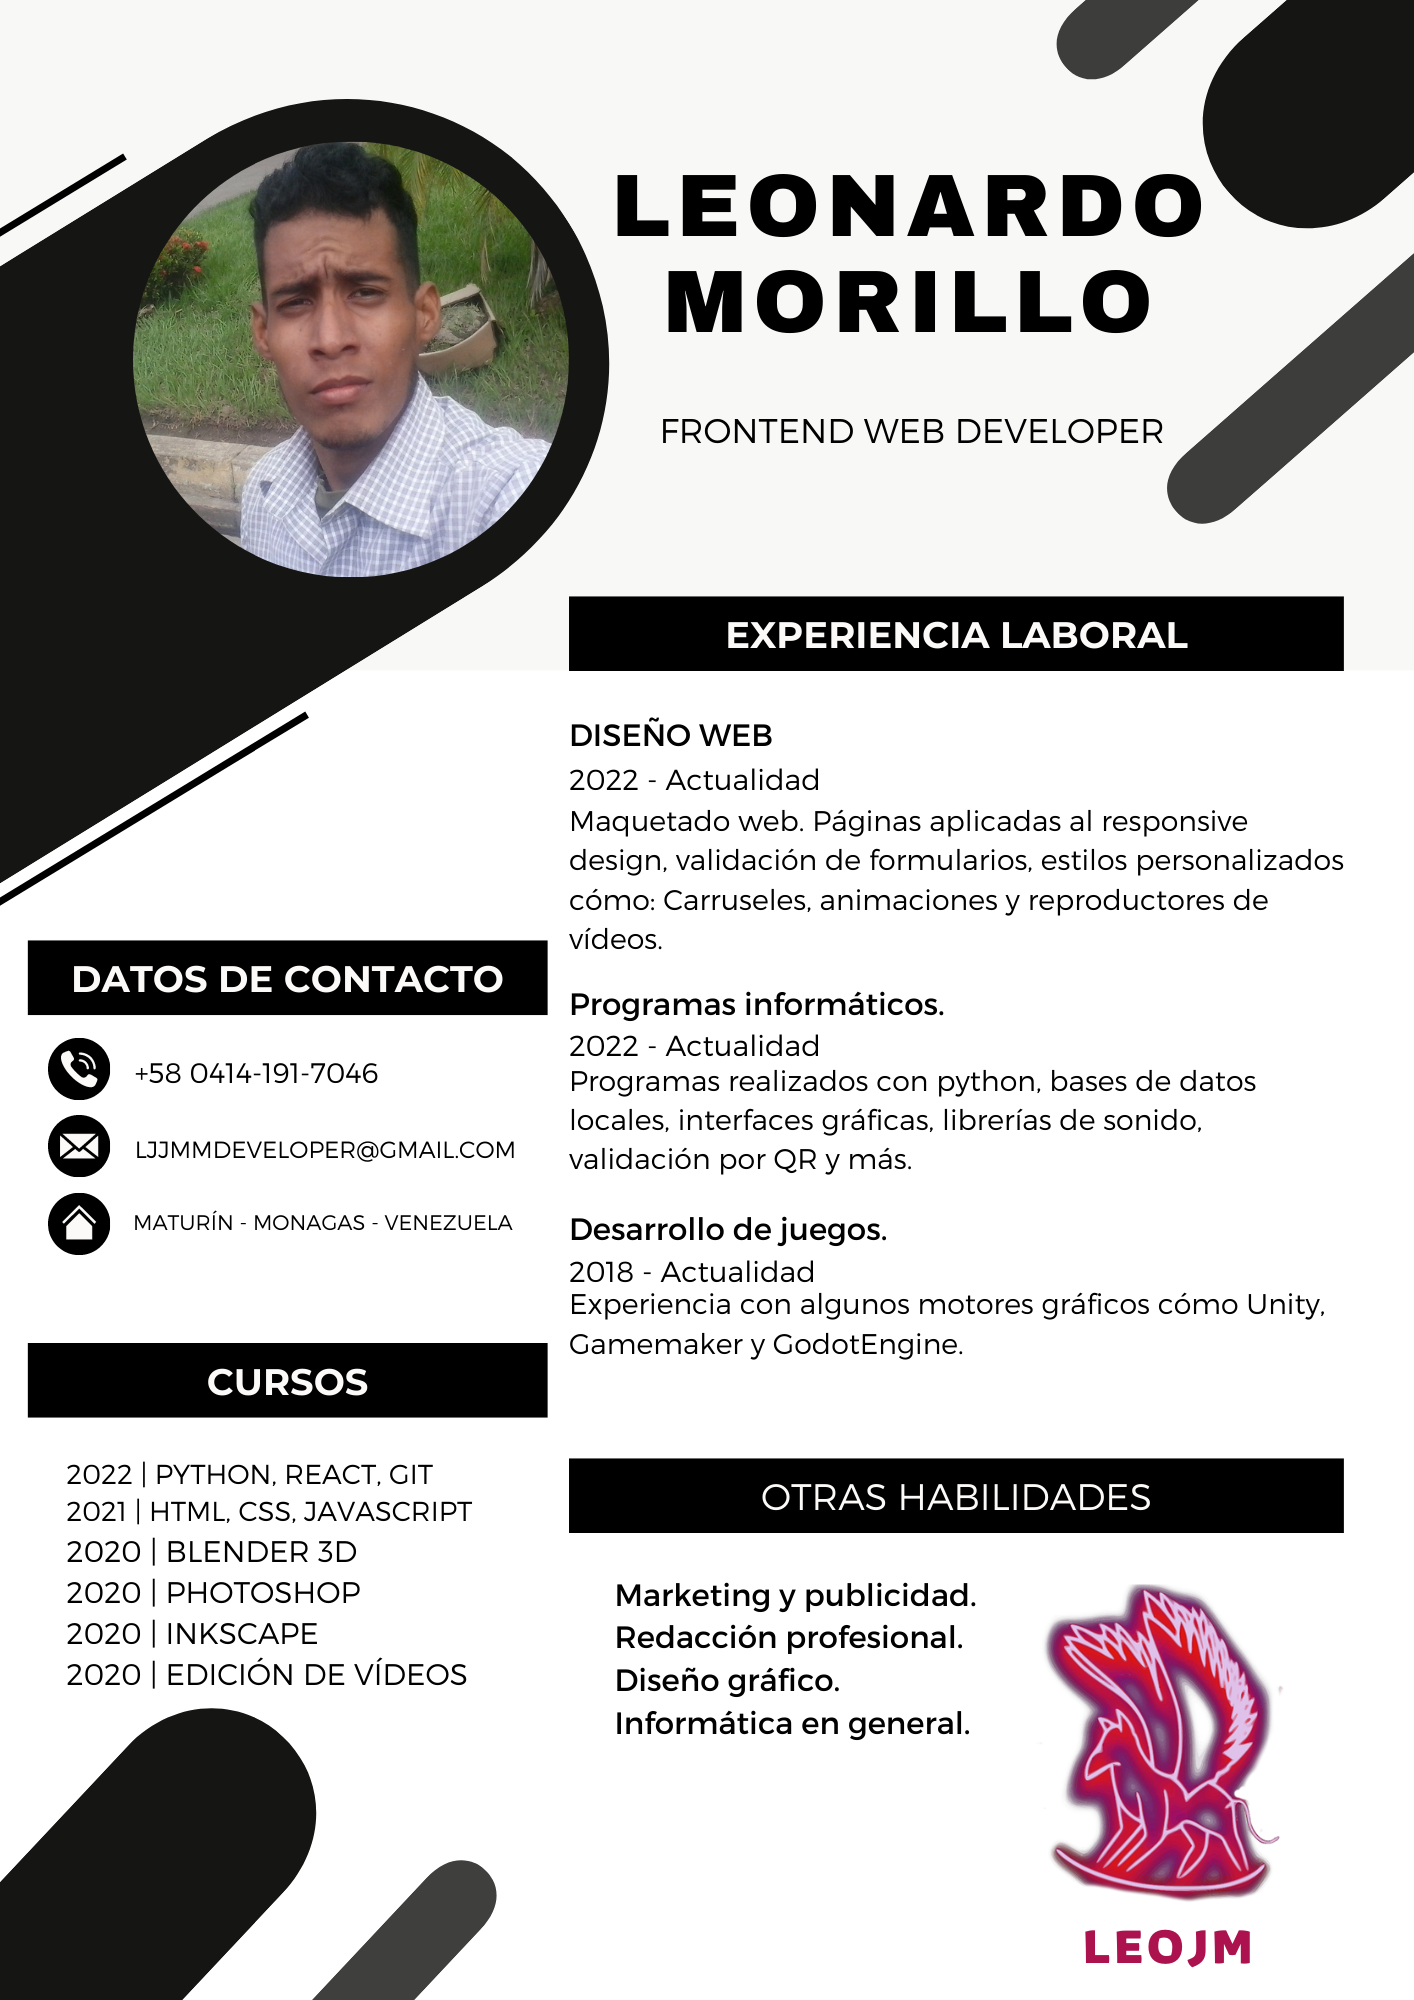 LEONARDO
MORILLO
FRONTEND WEB DEVELOPER
EXPERIENCIA LABORAL
DISEÑO WEB
2022 - Actualidad
Maquetado web. Páginas aplicadas al responsive
design, validación de formularios, estilos personalizados
cómo: Carruseles, animaciones y reproductores de
vídeos.
Programas informáticos.
2022 - Actualidad
Programas realizados con python, bases de datos
locales, interfaces gráficas, librerías de sonido,
validación por QR y más.
Desarrollo de juegos.
2018 - Actualidad
Experiencia con algunos motores gráficos cómo Unity,
Gamemaker y GodotEngine.
DATOS DE CONTACTO
+58 0414-191-7046
LJJMMDEVELOPER@GMAIL.COM
MATURÍN - MONAGAS - VENEZUELA
CURSOS
2022 | PYTHON, REACT, GIT
2021 | HTML, CSS, JAVASCRIPT
2020 | BLENDER 3D
2020 | PHOTOSHOP
2020 | INKSCAPE
2020 | EDICIÓN DE VÍDEOS
OTRAS HABILIDADES
Marketing y publicidad.
Redacción profesional.
Diseño gráfico.
Informática en general.
LEOJM